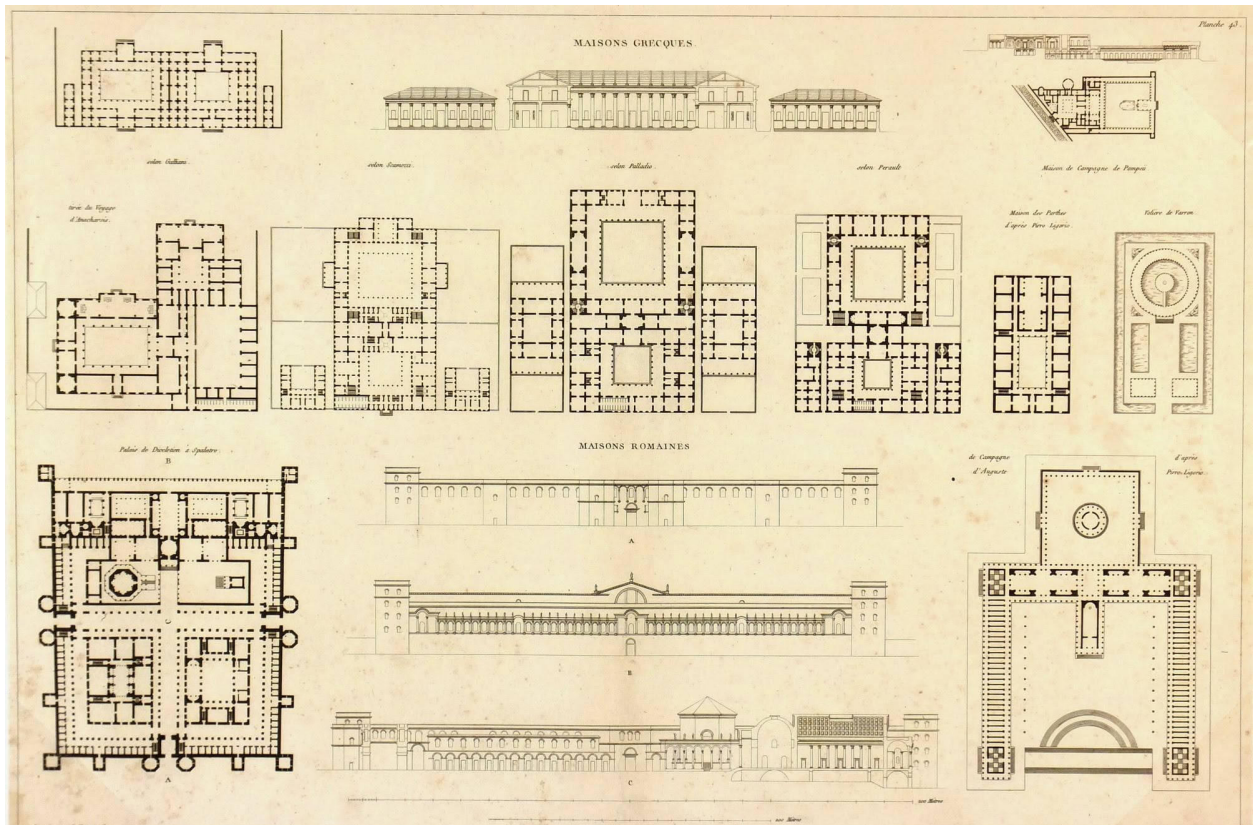 Planche 43.
MAISONS GRECQUES
selon Galliani.
selon Scamozzi.
selon Palladio.
selon Perault
Maison de Campagne de Pompei
tirée du Voyage
d'Anacharsis.
Maison des Parthes
d'après Pirro Ligorio
Voliere de Varron
Palais de Diocletien à Spalatro.
B
MAISONS ROMAINES
de Campagne
d'Auguste
d'après
Pirro Ligorio
A
B
C
C
A
100 Mètres
100 Mètres